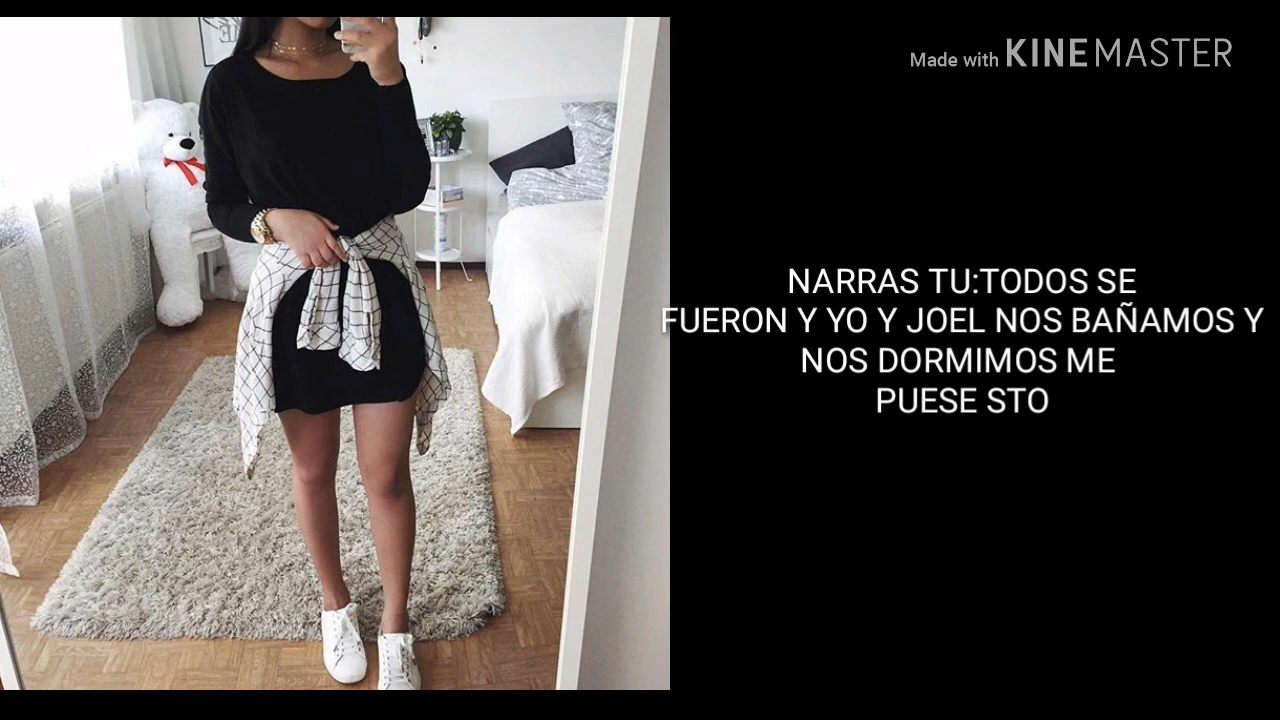 Made with KINEMASTER
NARRAS TU:TODOS SE
FUERON Y YO Y JOEL NOS BAÑAMOS Y
NOS DORMIMOS ME
PUESE STO